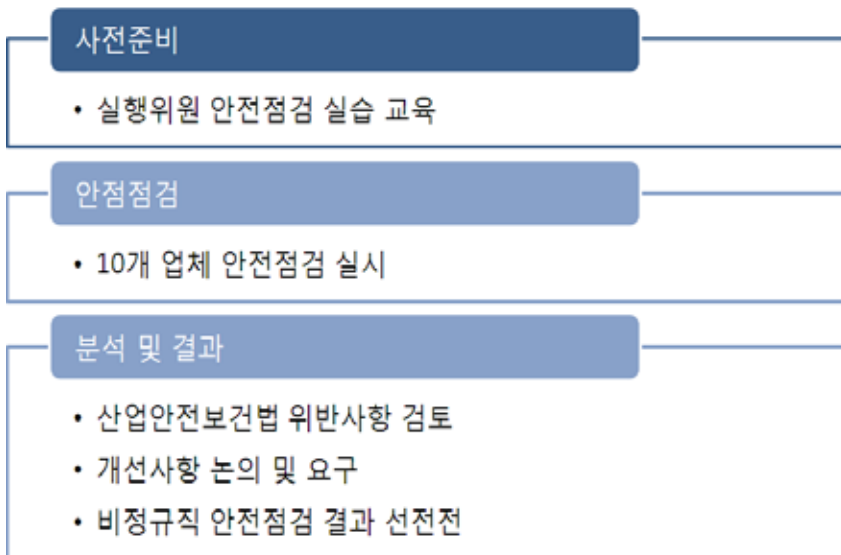 사전준비
• 실행위원 안전점검 실습 교육
안점점검
• 10개 업체 안전점검 실시
분석 및 결과
• 산업안전보건법 위반사항 검토
• 개선사항 논의 및 요구
• 비정규직 안전점검 결과 선전전